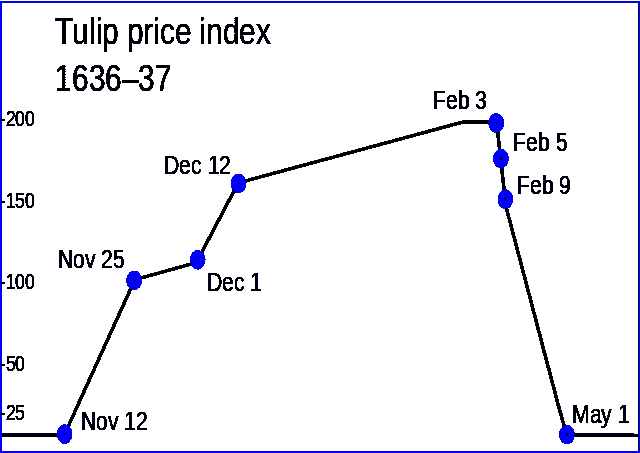 Tulip price index
1636–37
-200
Feb 3
Feb 5
Dec 12
Feb 9
-150
Nov 25
-100
Dec 1
-50
-25
Nov 12
May 1